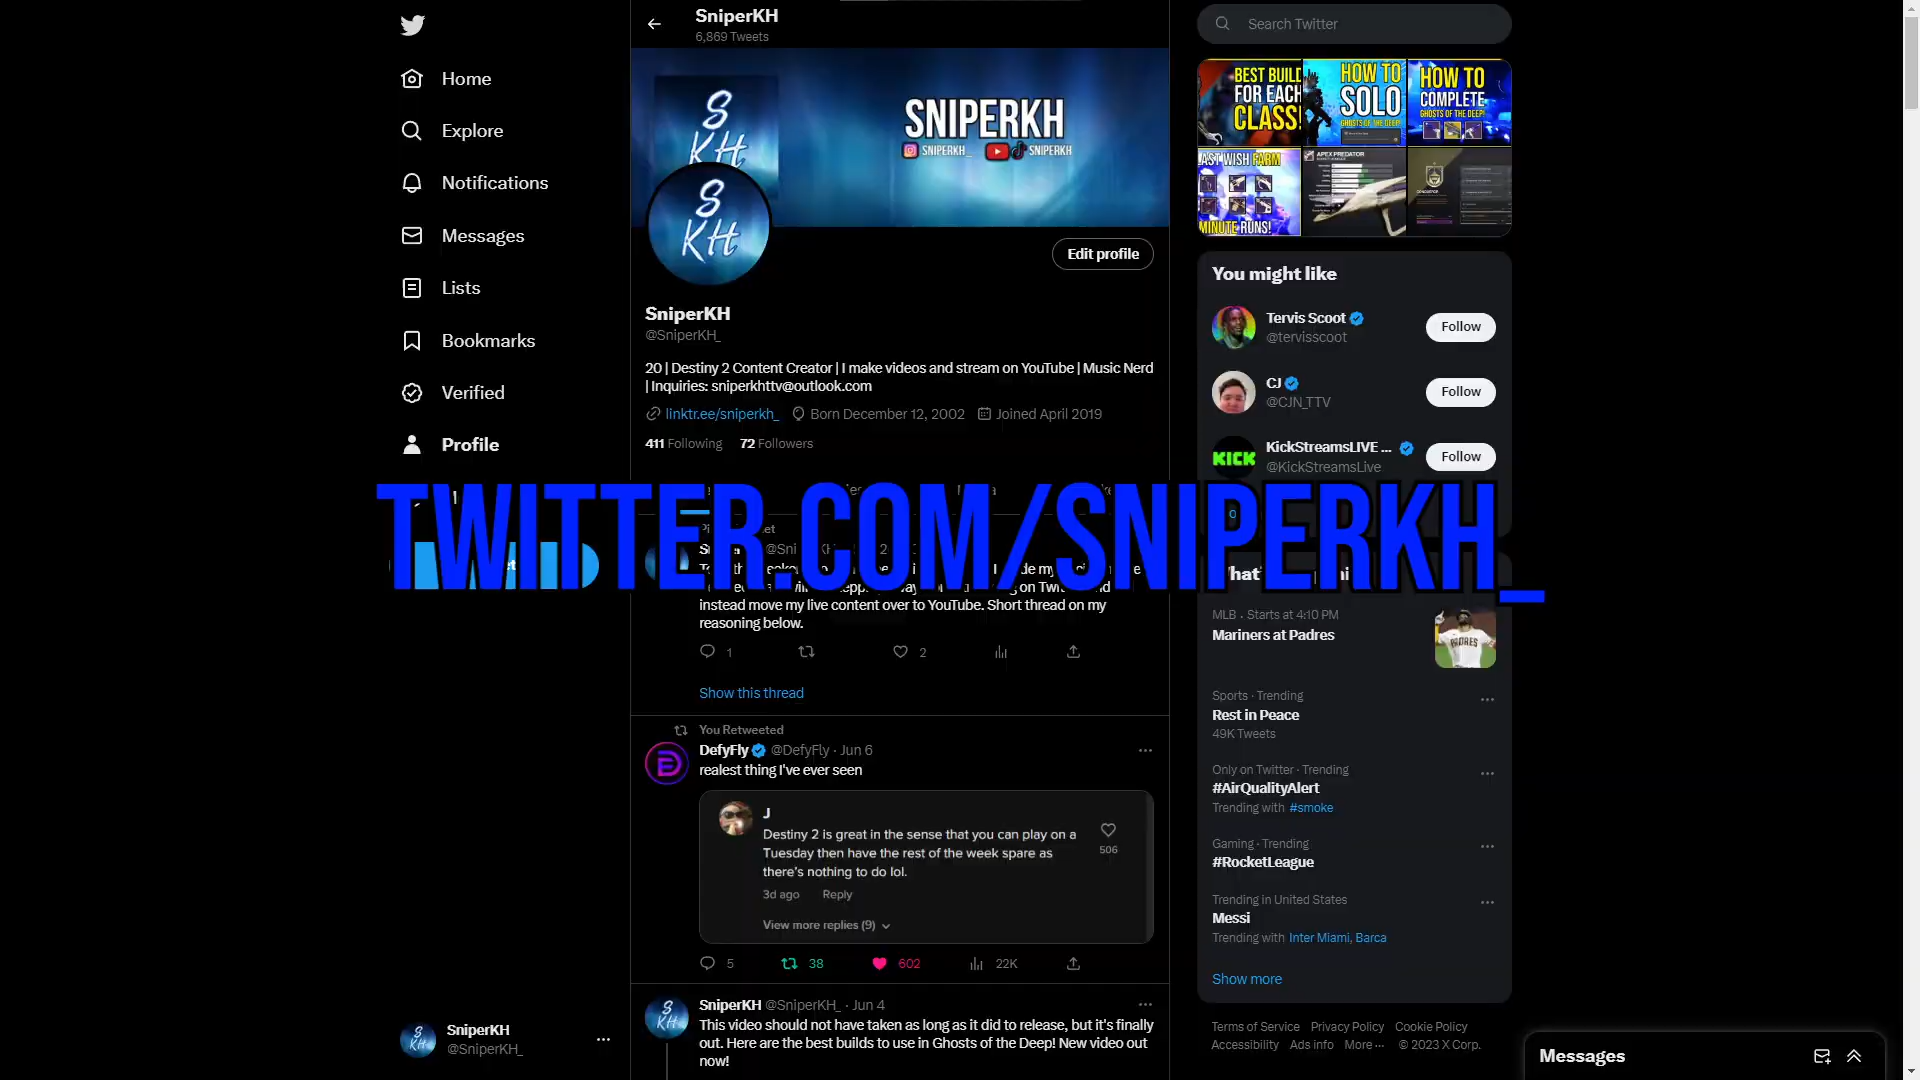 SniperKH
6,869 Tweets
Search Twitter
Home
Explore
Notifications
Messages
Lists
Bookmarks
Verified
Profile
S
KH
SNIPERKH
SNIPERKH_
SNIPERKH
S
KH
Edit profile
SniperKH
@SniperKH_
20 | Destiny 2 Content Creator | I make videos and stream on YouTube | Music Nerd
| Inquiries: sniperkhttv@outlook.com
linktr.ee/sniperkh_ Born December 12, 2002 Joined April 2019
411 Following 72 Followers
TWITTER.COM/SNIPERKH_
instead move my live content over to YouTube. Short thread on my
reasoning below.
1 2
Show this thread
You Retweeted
DefyFly @DefyFly · Jun 6
realest thing I've ever seen
J
Destiny 2 is great in the sense that you can play on a
Tuesday then have the rest of the week spare as
there's nothing to do lol.
506
3d ago Reply
View more replies (9)
5 38 602 22K
SniperKH @SniperKH_ · Jun 4
This video should not have taken as long as it did to release, but it's finally
out. Here are the best builds to use in Ghosts of the Deep! New video out
now!
SniperKH
@SniperKH_
BEST BUILD
FOR EACH
CLASS!
HOW TO
SOLO
GHOSTS OF THE DEEP!
HOW TO
COMPLETE
GHOSTS OF THE DEEP!
AST WISH FARM
MINUTE RUNS!
APEX PREDATOR
You might like
Tervis Scoot
@tervisscoot
Follow
CJ
@CJN_TTV
Follow
KICK
KickStreamsLIVE ...
@KickStreamsLive
Follow
MLB · Starts at 4:10 PM
Mariners at Padres
PADRES
Sports · Trending
Rest in Peace
49K Tweets
Only on Twitter · Trending
#AirQualityAlert
Trending with #smoke
Gaming · Trending
#RocketLeague
Trending in United States
Messi
Trending with Inter Miami, Barca
Show more
Terms of Service Privacy Policy Cookie Policy
Accessibility Ads info More ··· © 2023 X Corp.
Messages